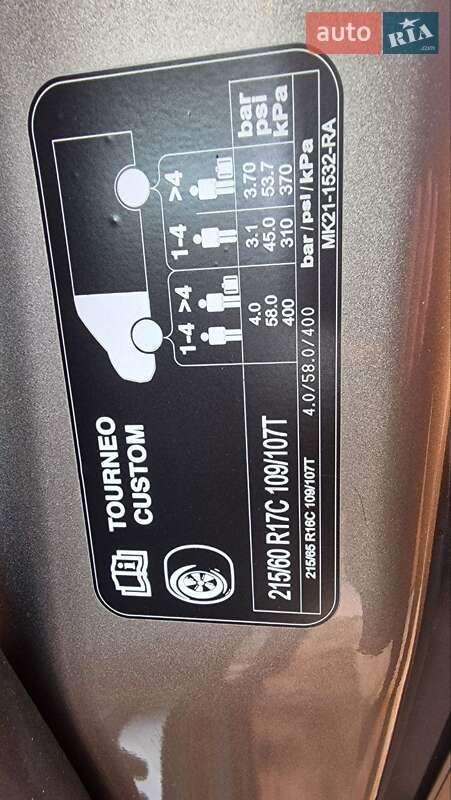 auto RIA
.com
TOURNEO
CUSTOM
1-4 >4 1-4 >4
bar
psi
kPa
215/60 R17C 109/107T
4.0 3.1 3.70
58.0 45.0 53.7
400 310 370
215/65 R16C 109/107T 4.0/58.0/400 bar/psi/kPa
MK21-1532-RA